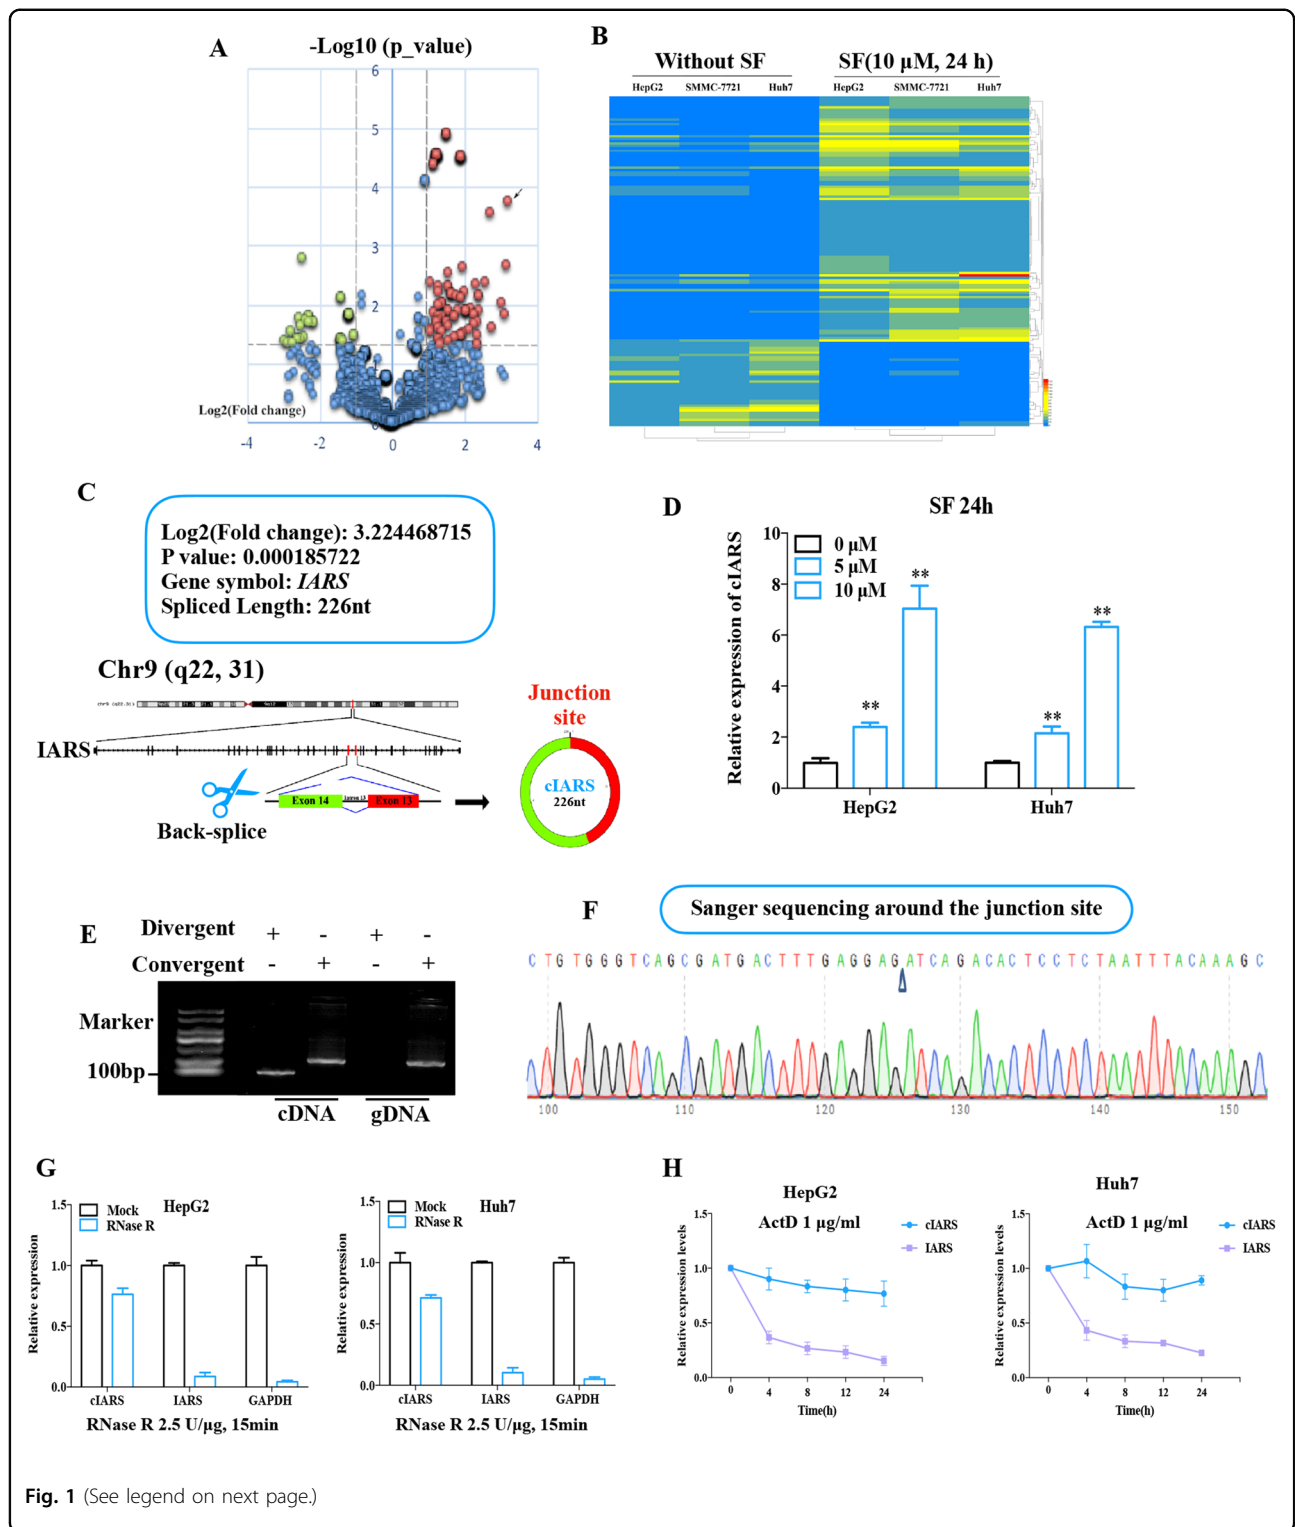 A
-Log10 (p_value)
6
5
4
3
2
1
0
Log2(Fold change)
-4
-2
0
2
4
B
Without SF
SF(10 μM, 24 h)
HepG2
SMMC-7721
Huh7
HepG2
SMMC-7721
Huh7
C
Log2(Fold change): 3.224468715
P value: 0.000185722
Gene symbol: IARS
Spliced Length: 226nt
Chr9 (q22, 31)
chr9 (q22.31)
IARS
Exon 14
Intron 13
Exon 13
Back-splice
Junction
site
cIARS
226nt
D
SF 24h
Relative expression of cIARS
10
8
6
4
2
0
0 μM
5 μM
10 μM
**
**
**
**
HepG2
Huh7
E
Divergent + - + -
Convergent - + - +
Marker
100bp
cDNA
gDNA
F
Sanger sequencing around the junction site
C T G T G G G T C A G C G A T G A C T T T G A G G A G A T C A G A C A C T C C T C T A A T T T A C A A A G C
100
110
120
130
140
150
G
HepG2
Mock
RNase R
Relative expression
1.5
1.0
0.5
0.0
cIARS
IARS
GAPDH
RNase R 2.5 U/μg, 15min
Huh7
Mock
RNase R
Relative expression
1.5
1.0
0.5
0.0
cIARS
IARS
GAPDH
RNase R 2.5 U/μg, 15min
H
HepG2
ActD 1 μg/ml
cIARS
IARS
Relative expression levels
1.5
1.0
0.5
0.0
0
4
8
12
24
Time(h)
Huh7
ActD 1 μg/ml
cIARS
IARS
Relative expression levels
1.5
1.0
0.5
0.0
0
4
8
12
24
Time(h)
Fig. 1 (See legend on next page.)